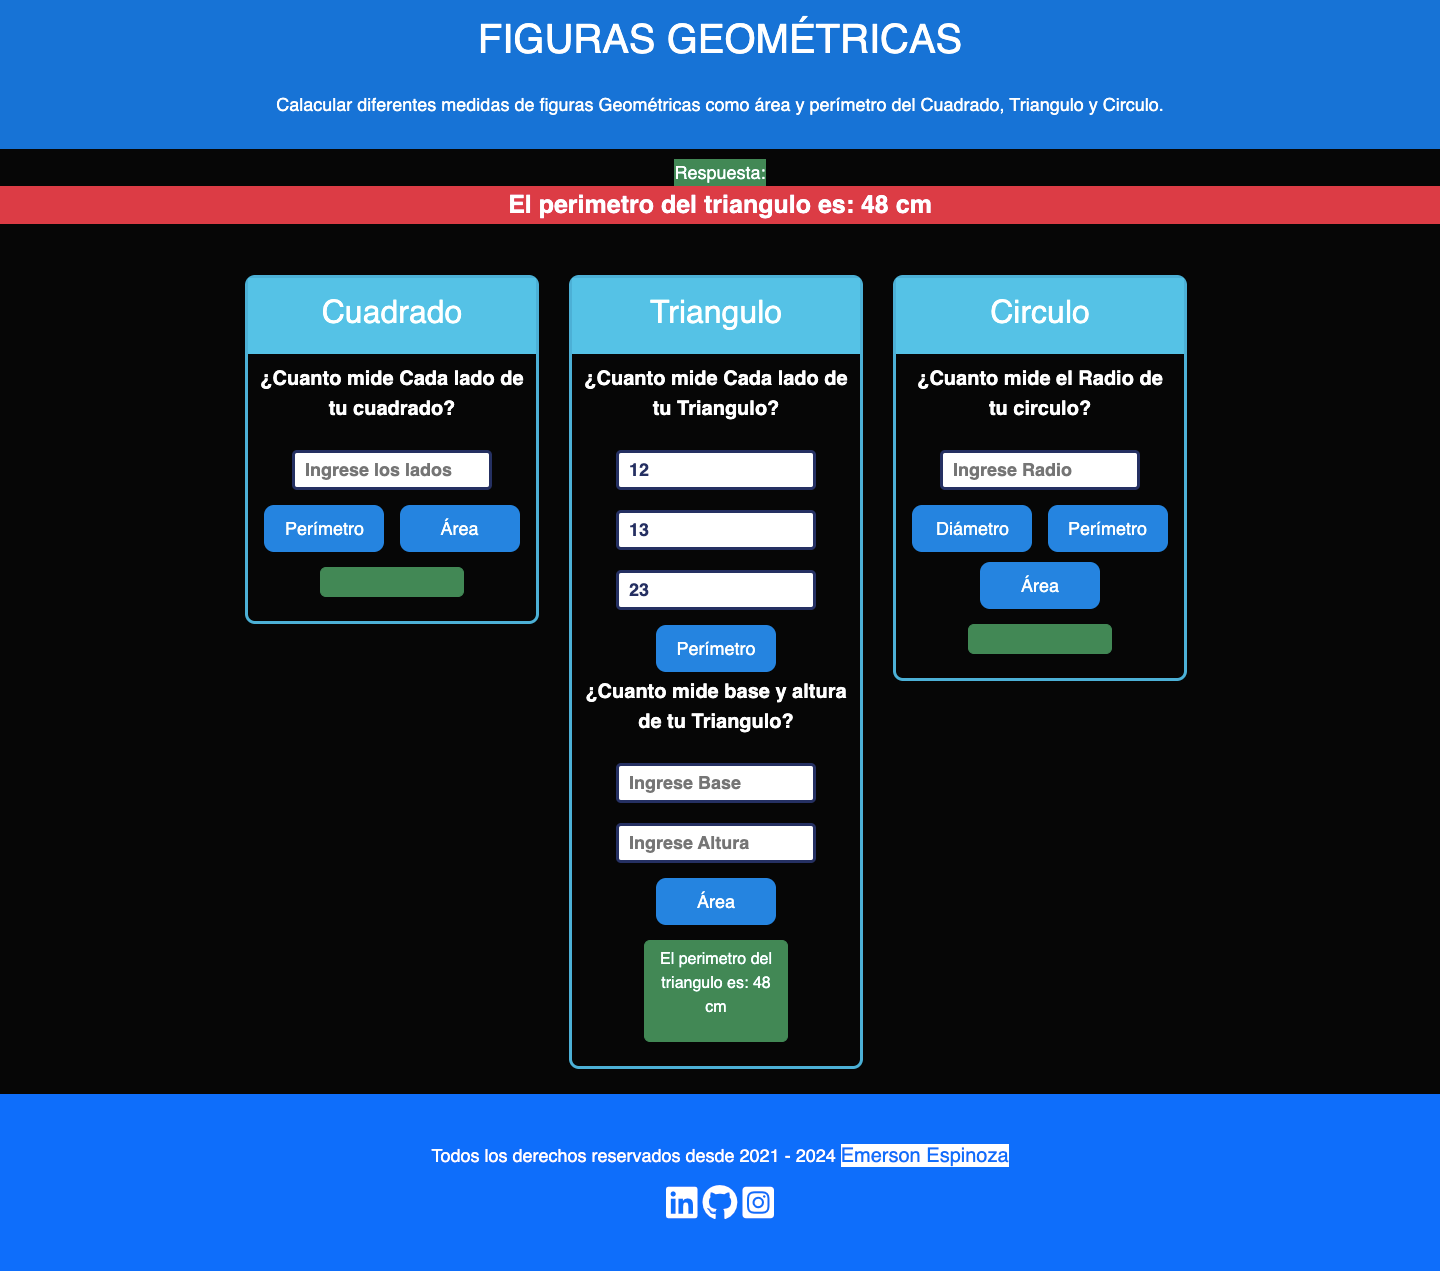 FIGURAS GEOMÉTRICAS
Calacular diferentes medidas de figuras Geométricas como área y perímetro del Cuadrado, Triangulo y Circulo.
Respuesta:
El perimetro del triangulo es: 48 cm
Cuadrado
¿Cuanto mide Cada lado de
tu cuadrado?
Ingrese los lados
Perímetro
Área
Triangulo
¿Cuanto mide Cada lado de
tu Triangulo?
12
13
23
Perímetro
¿Cuanto mide base y altura
de tu Triangulo?
Ingrese Base
Ingrese Altura
Área
El perimetro del
triangulo es: 48
cm
Circulo
¿Cuanto mide el Radio de
tu circulo?
Ingrese Radio
Diámetro
Perímetro
Área
Todos los derechos reservados desde 2021 - 2024 Emerson Espinoza
in